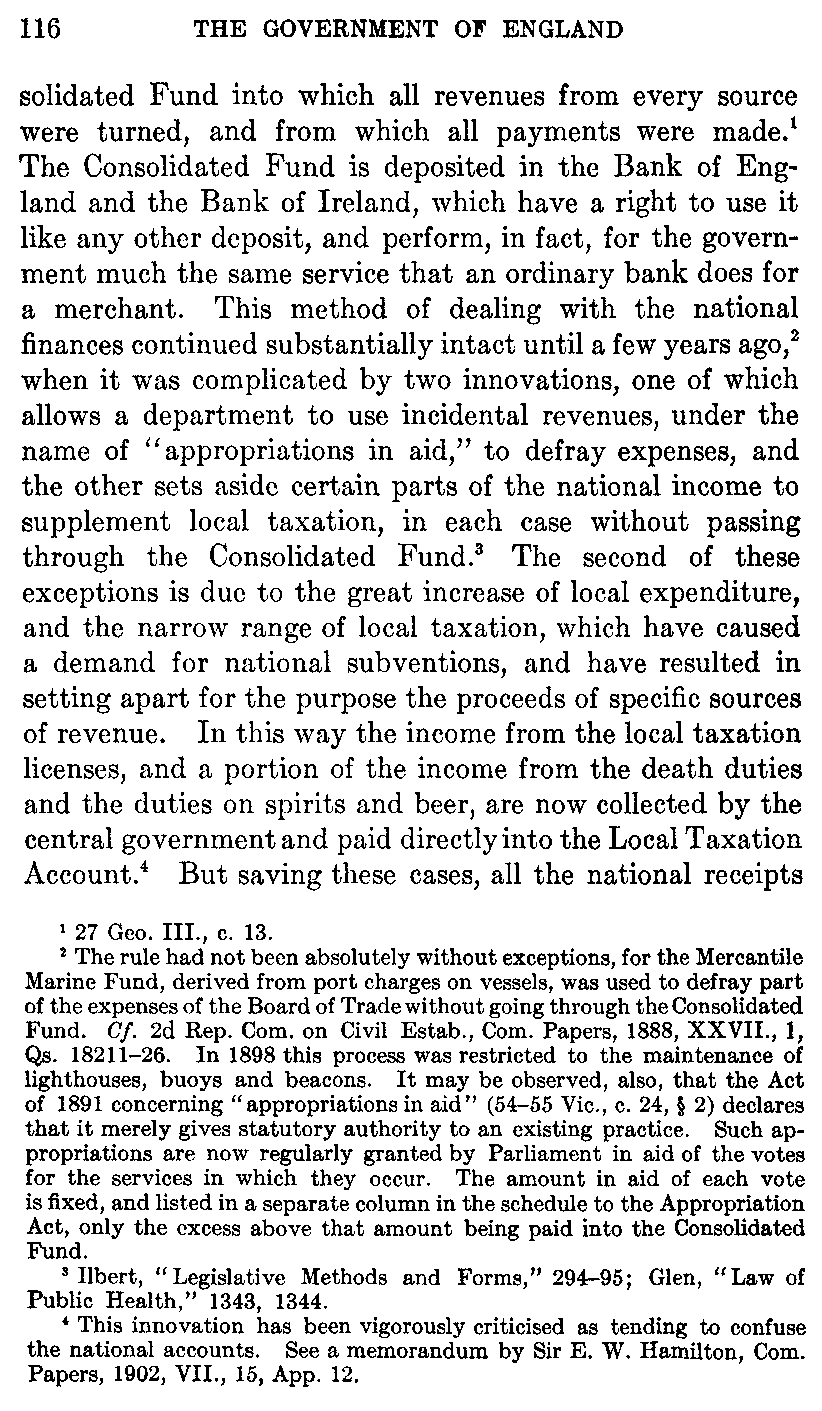 116 THE GOVERNMENT OF ENGLAND
solidated Fund into which all revenues from every source
were turned, and from which all payments were made.¹
The Consolidated Fund is deposited in the Bank of Eng-
land and the Bank of Ireland, which have a right to use it
like any other deposit, and perform, in fact, for the govern-
ment much the same service that an ordinary bank does for
a merchant. This method of dealing with the national
finances continued substantially intact until a few years ago,²
when it was complicated by two innovations, one of which
allows a department to use incidental revenues, under the
name of “appropriations in aid,” to defray expenses, and
the other sets aside certain parts of the national income to
supplement local taxation, in each case without passing
through the Consolidated Fund.³ The second of these
exceptions is due to the great increase of local expenditure,
and the narrow range of local taxation, which have caused
a demand for national subventions, and have resulted in
setting apart for the purpose the proceeds of specific sources
of revenue. In this way the income from the local taxation
licenses, and a portion of the income from the death duties
and the duties on spirits and beer, are now collected by the
central government and paid directly into the Local Taxation
Account.⁴ But saving these cases, all the national receipts
¹ 27 Geo. III., c. 13.
² The rule had not been absolutely without exceptions, for the Mercantile
Marine Fund, derived from port charges on vessels, was used to defray part
of the expenses of the Board of Trade without going through the Consolidated
Fund. Cf. 2d Rep. Com. on Civil Estab., Com. Papers, 1888, XXVII., 1,
Qs. 18211–26. In 1898 this process was restricted to the maintenance of
lighthouses, buoys and beacons. It may be observed, also, that the Act
of 1891 concerning “appropriations in aid” (54–55 Vic., c. 24, § 2) declares
that it merely gives statutory authority to an existing practice. Such ap-
propriations are now regularly granted by Parliament in aid of the votes
for the services in which they occur. The amount in aid of each vote
is fixed, and listed in a separate column in the schedule to the Appropriation
Act, only the excess above that amount being paid into the Consolidated
Fund.
³ Ilbert, “Legislative Methods and Forms,” 294–95; Glen, “Law of
Public Health,” 1343, 1344.
⁴ This innovation has been vigorously criticised as tending to confuse
the national accounts. See a memorandum by Sir E. W. Hamilton, Com.
Papers, 1902, VII., 15, App. 12.